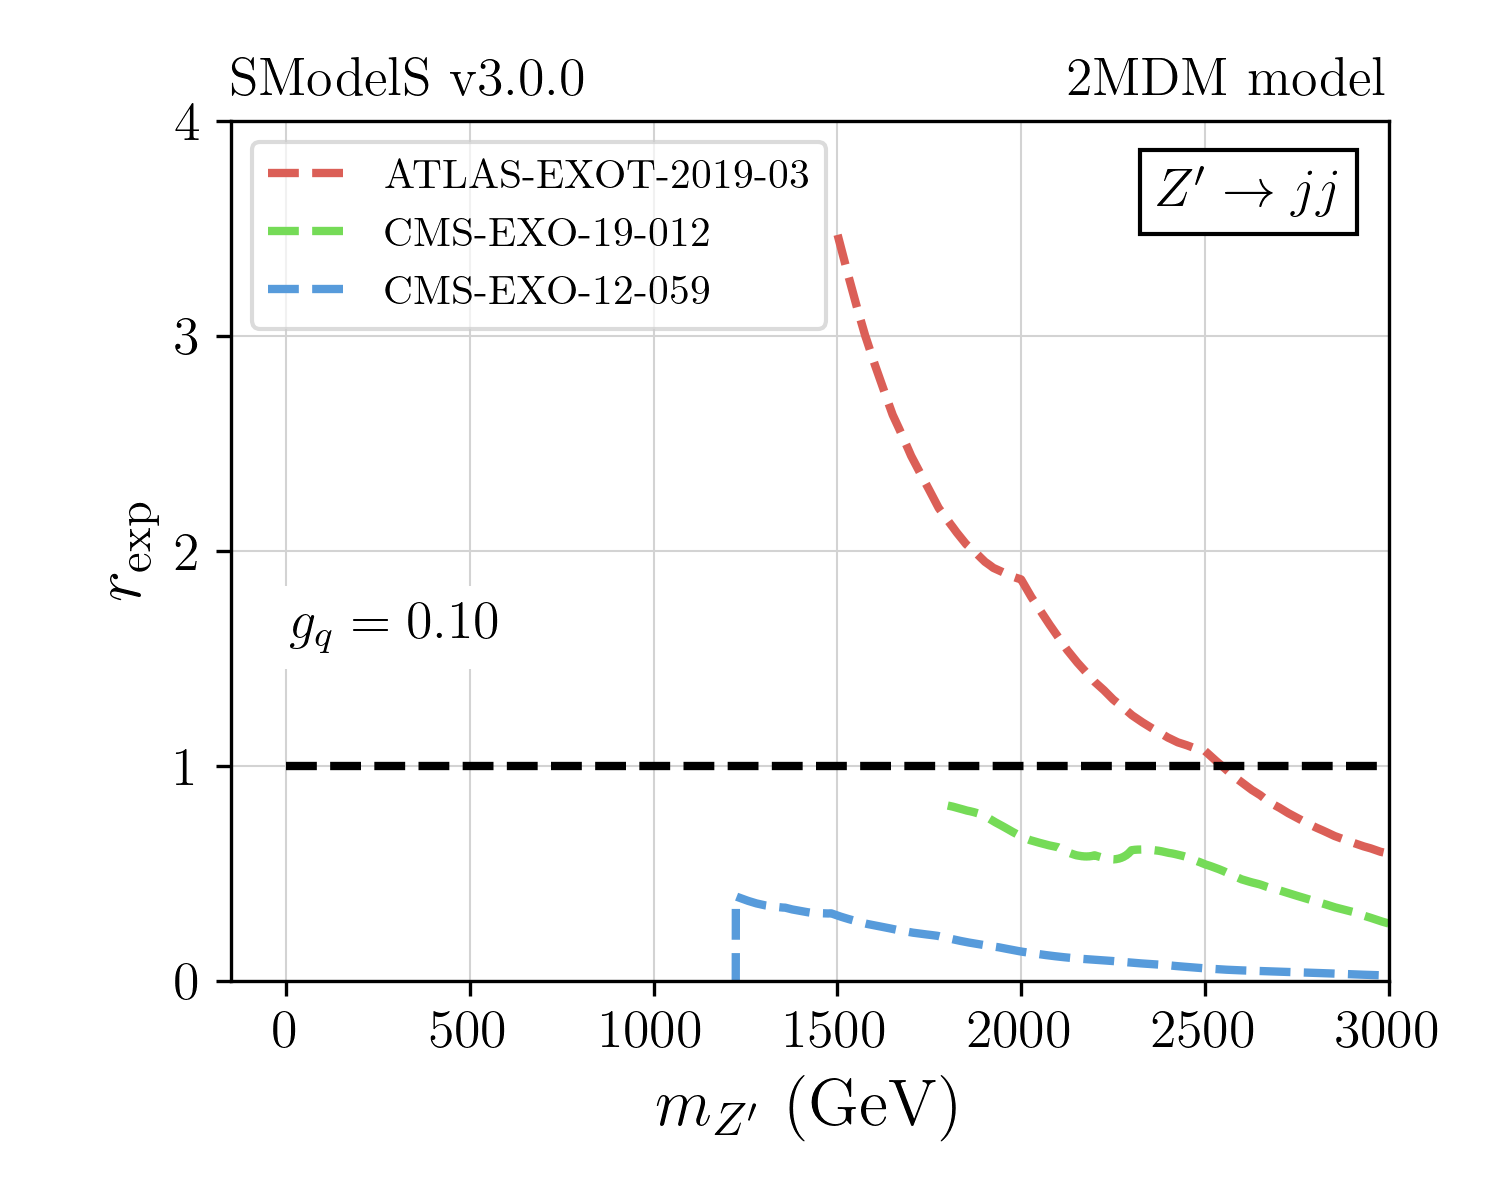 SModelS v3.0.0
2MDM model
ATLAS-EXOT-2019-03
CMS-EXO-19-012
CMS-EXO-12-059
Z′ → jj
g_q = 0.10
r_exp
4
3
2
1
0
0 500 1000 1500 2000 2500 3000
m_Z′ (GeV)